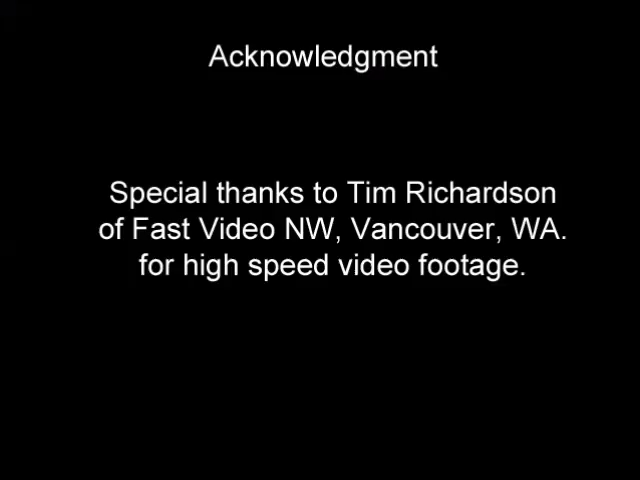 Acknowledgment
Special thanks to Tim Richardson
of Fast Video NW, Vancouver, WA.
for high speed video footage.